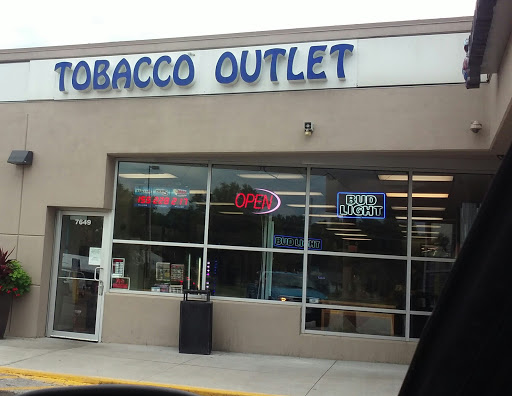 TOBACCO OUTLET
OPEN
BUD
LIGHT
BUD LIGHT
7649